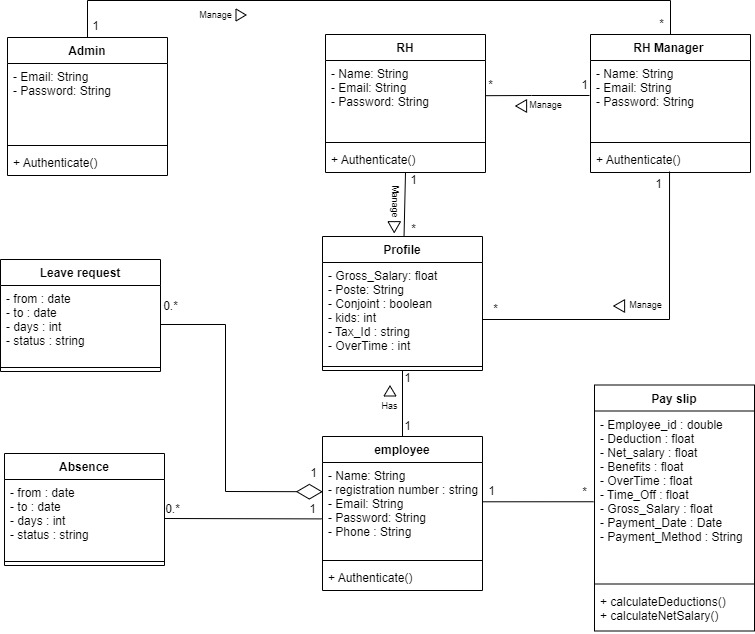 Manage
1
*
Admin
- Email: String
- Password: String
+ Authenticate()
RH
- Name: String
- Email: String
- Password: String
+ Authenticate()
*
1
Manage
RH Manager
- Name: String
- Email: String
- Password: String
+ Authenticate()
1
Manage
*
1
Profile
- Gross_Salary: float
- Poste: String
- Conjoint : boolean
- kids: int
- Tax_Id : string
- OverTime : int
*
Manage
Leave request
- from : date
- to : date
- days : int
- status : string
0.*
1
Has
1
Absence
- from : date
- to : date
- days : int
- status : string
0.*
1
1
employee
- Name: String
- registration number : string
- Email: String
- Password: String
- Phone : String
+ Authenticate()
1
*
Pay slip
- Employee_id : double
- Deduction : float
- Net_salary : float
- Benefits : float
- OverTime : float
- Time_Off : float
- Gross_Salary : float
- Payment_Date : Date
- Payment_Method : String
+ calculateDeductions()
+ calculateNetSalary()